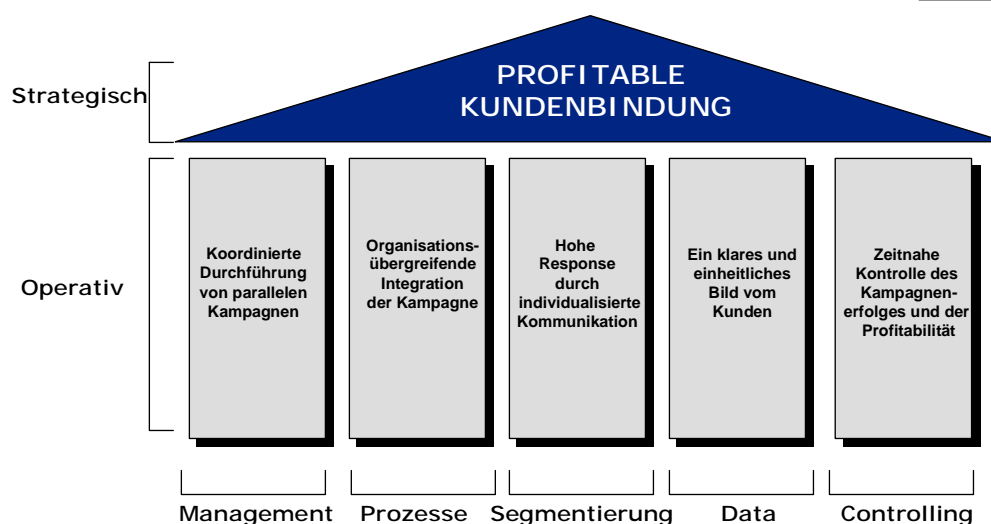 PROFITABLE
KUNDENBINDUNG
Strategisch
Operativ
Koordinierte
Durchführung
von parallelen
Kampagnen
Organisations-
übergreifende
Integration
der Kampagne
Hohe
Response
durch
individualisierte
Kommunikation
Ein klares und
einheitliches
Bild vom
Kunden
Zeitnahe
Kontrolle des
Kampagnen-
erfolges und der
Profitabilität
Management
Prozesse
Segmentierung
Data
Controlling